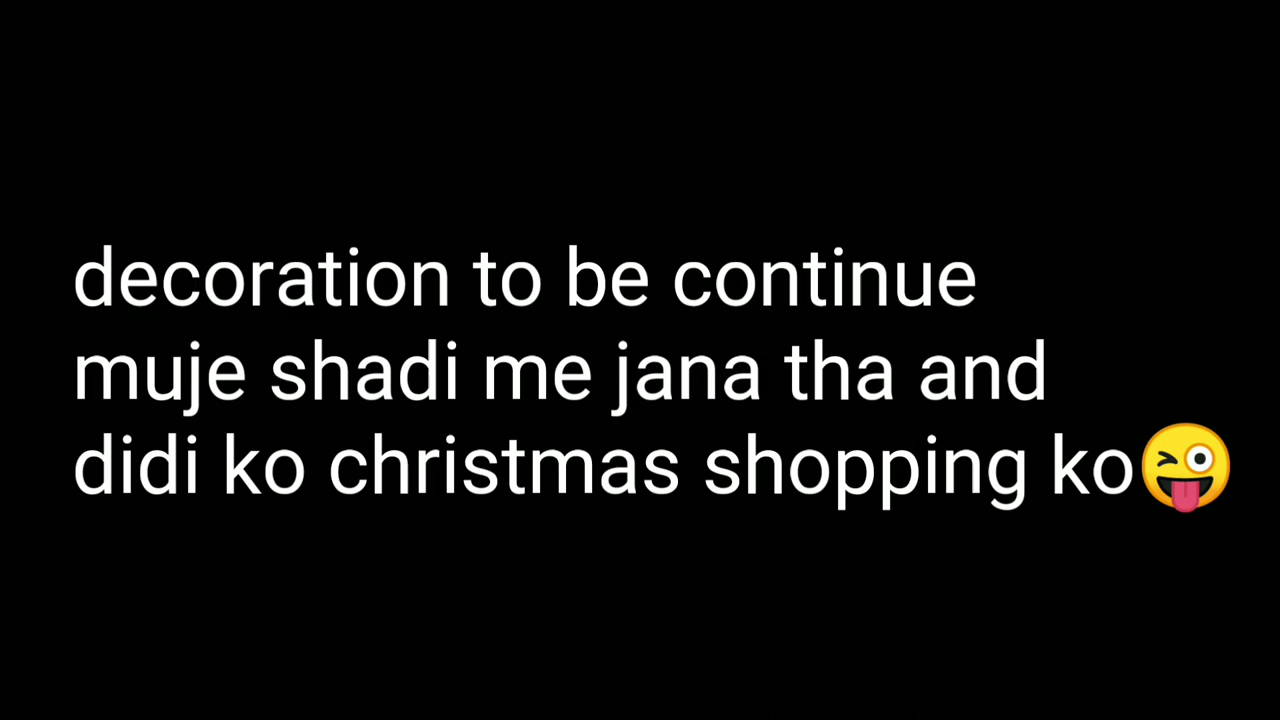 decoration to be continue
muje shadi me jana tha and
didi ko christmas shopping ko😜